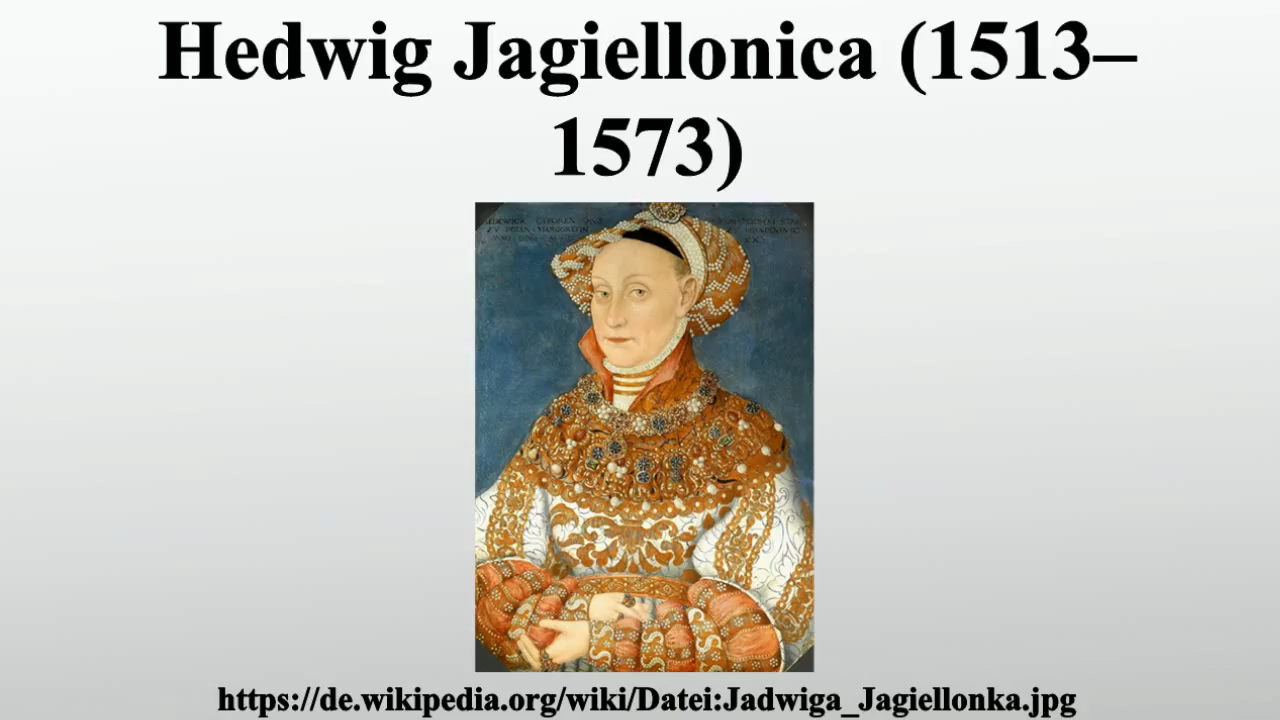 Hedwig Jagiellonica (1513–
1573)
https://de.wikipedia.org/wiki/Datei:Jadwiga_Jagiellonka.jpg